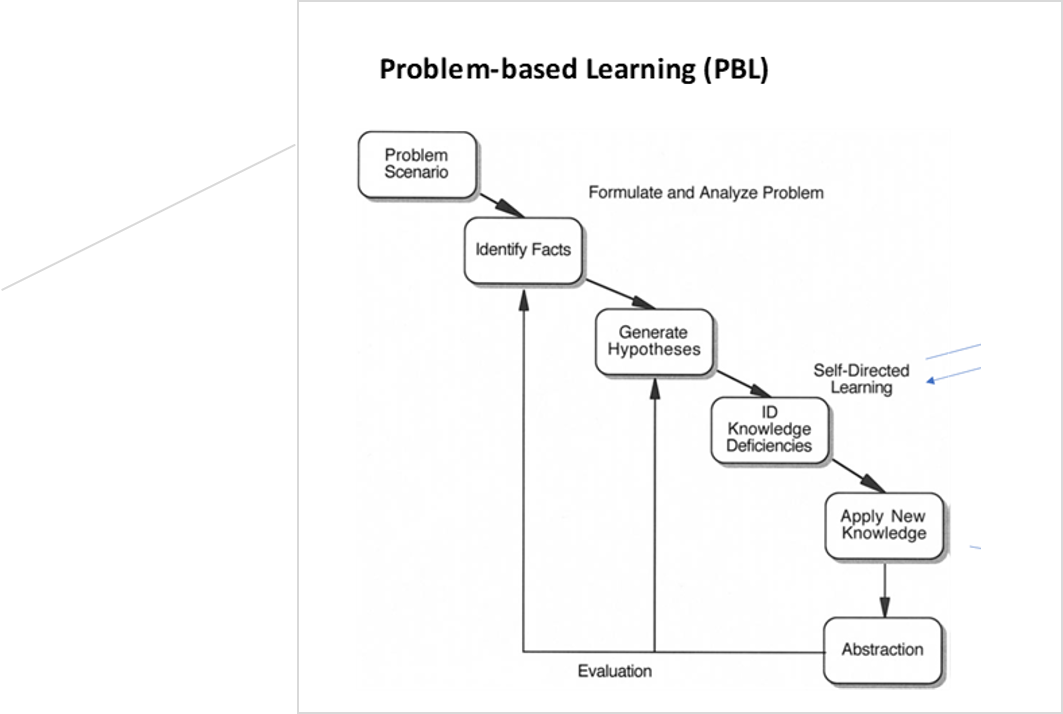 Problem-based Learning (PBL)
Problem
Scenario
Formulate and Analyze Problem
Identify Facts
Generate
Hypotheses
Self-Directed
Learning
ID
Knowledge
Deficiencies
Apply New
Knowledge
Abstraction
Evaluation